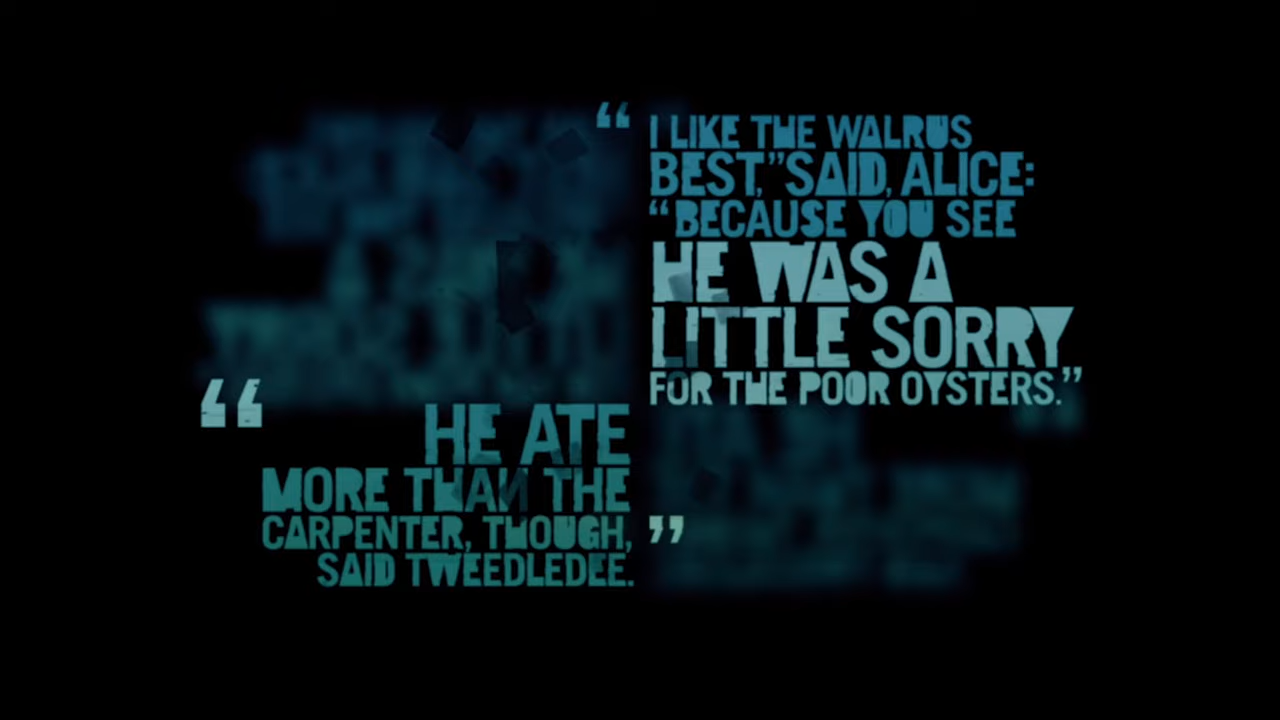 “I LIKE THE WALRUS
BEST,”SAID, ALICE:
“BECAUSE YOU SEE
HE WAS A
LITTLE SORRY
FOR THE POOR OYSTERS.”
“HE ATE
MORE THAN THE
CARPENTER, THOUGH,
SAID TWEEDLEDEE.
”